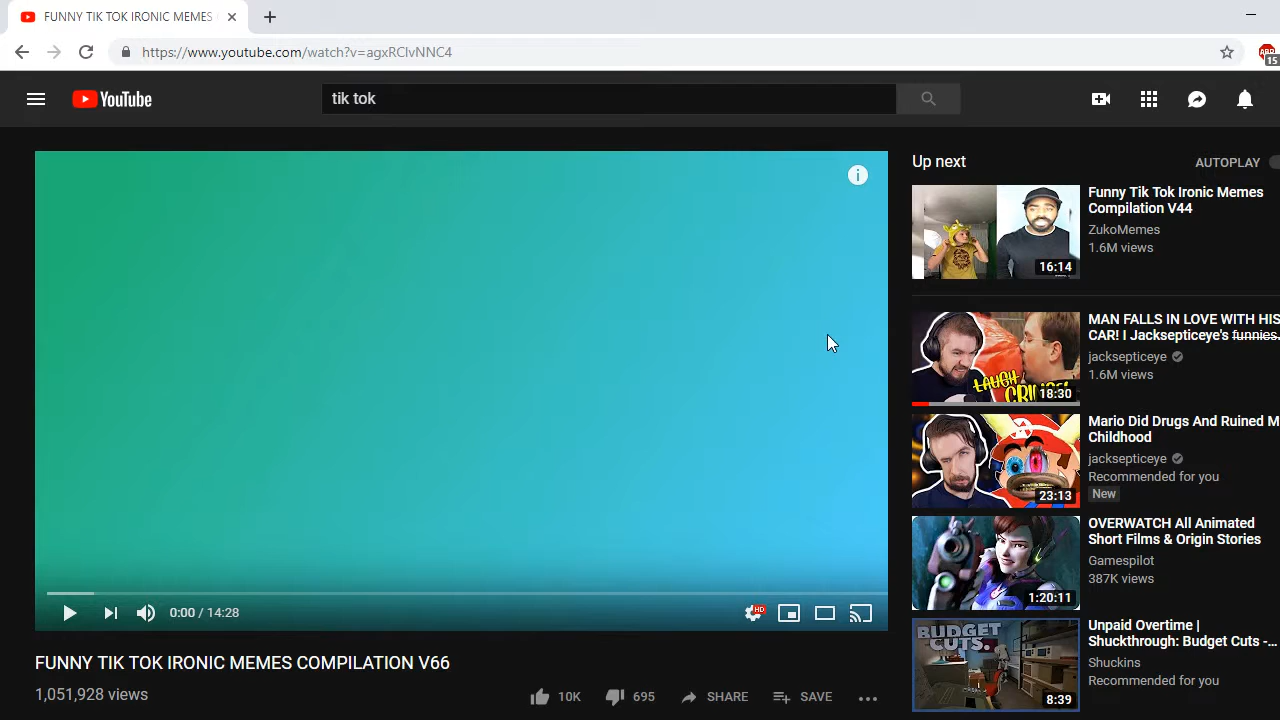 FUNNY TIK TOK IRONIC MEMES
https://www.youtube.com/watch?v=agxRClvNNC4
ABP
15
YouTube
tik tok
i
HD
0:00 / 14:28
FUNNY TIK TOK IRONIC MEMES COMPILATION V66
1,051,928 views
10K
695
SHARE
SAVE
Up next
AUTOPLAY
16:14
Funny Tik Tok Ironic Memes
Compilation V44
ZukoMemes
1.6M views
LAUGH
CRINGE
18:30
MAN FALLS IN LOVE WITH HIS
CAR! I Jacksepticeye's funnies...
jacksepticeye
1.6M views
23:13
Mario Did Drugs And Ruined M
Childhood
jacksepticeye
Recommended for you
New
1:20:11
OVERWATCH All Animated
Short Films & Origin Stories
Gamespilot
387K views
BUDGET
CUTS.
8:39
Unpaid Overtime |
Shuckthrough: Budget Cuts -...
Shuckins
Recommended for you